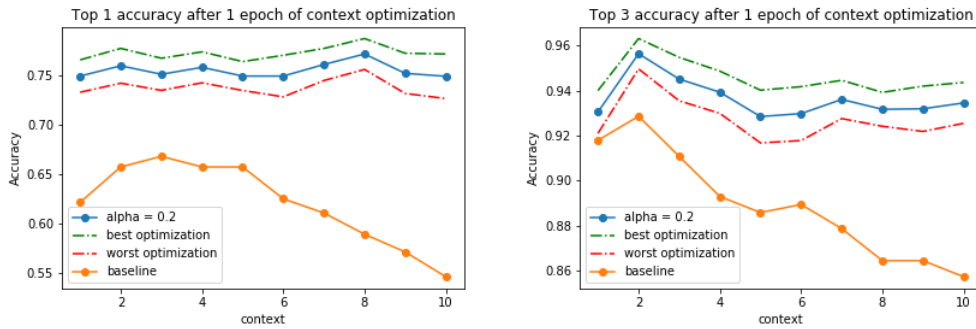 Top 1 accuracy after 1 epoch of context optimization
Accuracy
0.75
0.70
0.65
0.60
0.55
alpha = 0.2
best optimization
worst optimization
baseline
2 4 6 8 10
context
Top 3 accuracy after 1 epoch of context optimization
Accuracy
0.96
0.94
0.92
0.90
0.88
0.86
alpha = 0.2
best optimization
worst optimization
baseline
2 4 6 8 10
context